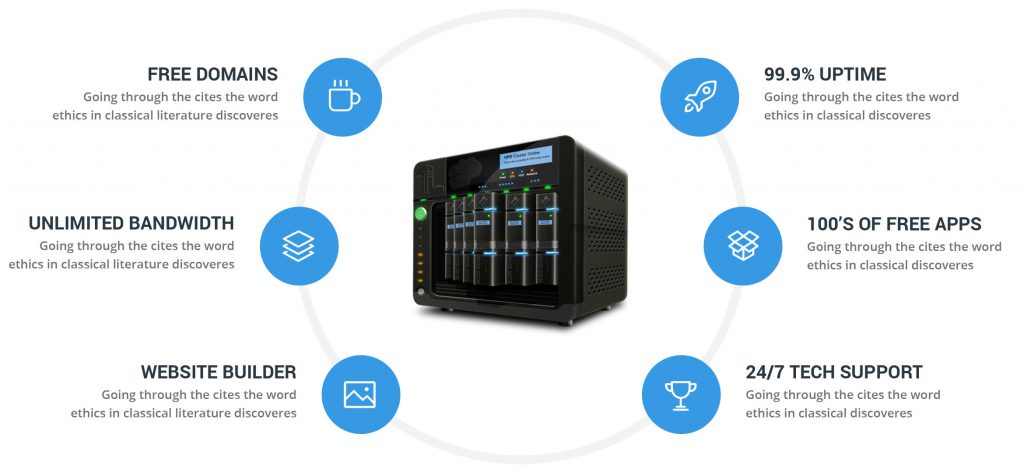 FREE DOMAINS
Going through the cites the word
ethics in classical literature discoveres
UNLIMITED BANDWIDTH
Going through the cites the word
ethics in classical literature discoveres
WEBSITE BUILDER
Going through the cites the word
ethics in classical literature discoveres
VPS Cluster Online
99.9% UPTIME
Going through the cites the word
ethics in classical discoveres
100’S OF FREE APPS
Going through the cites the word
ethics in classical discoveres
24/7 TECH SUPPORT
Going through the cites the word
ethics in classical discoveres